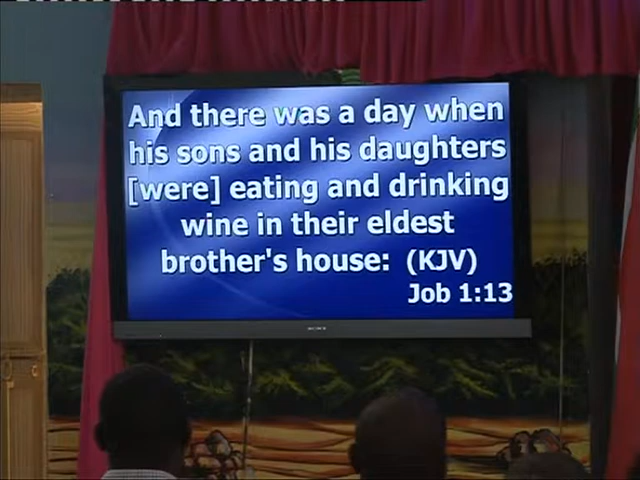 And there was a day when
his sons and his daughters
[were] eating and drinking
wine in their eldest
brother's house: (KJV)
Job 1:13
SONY